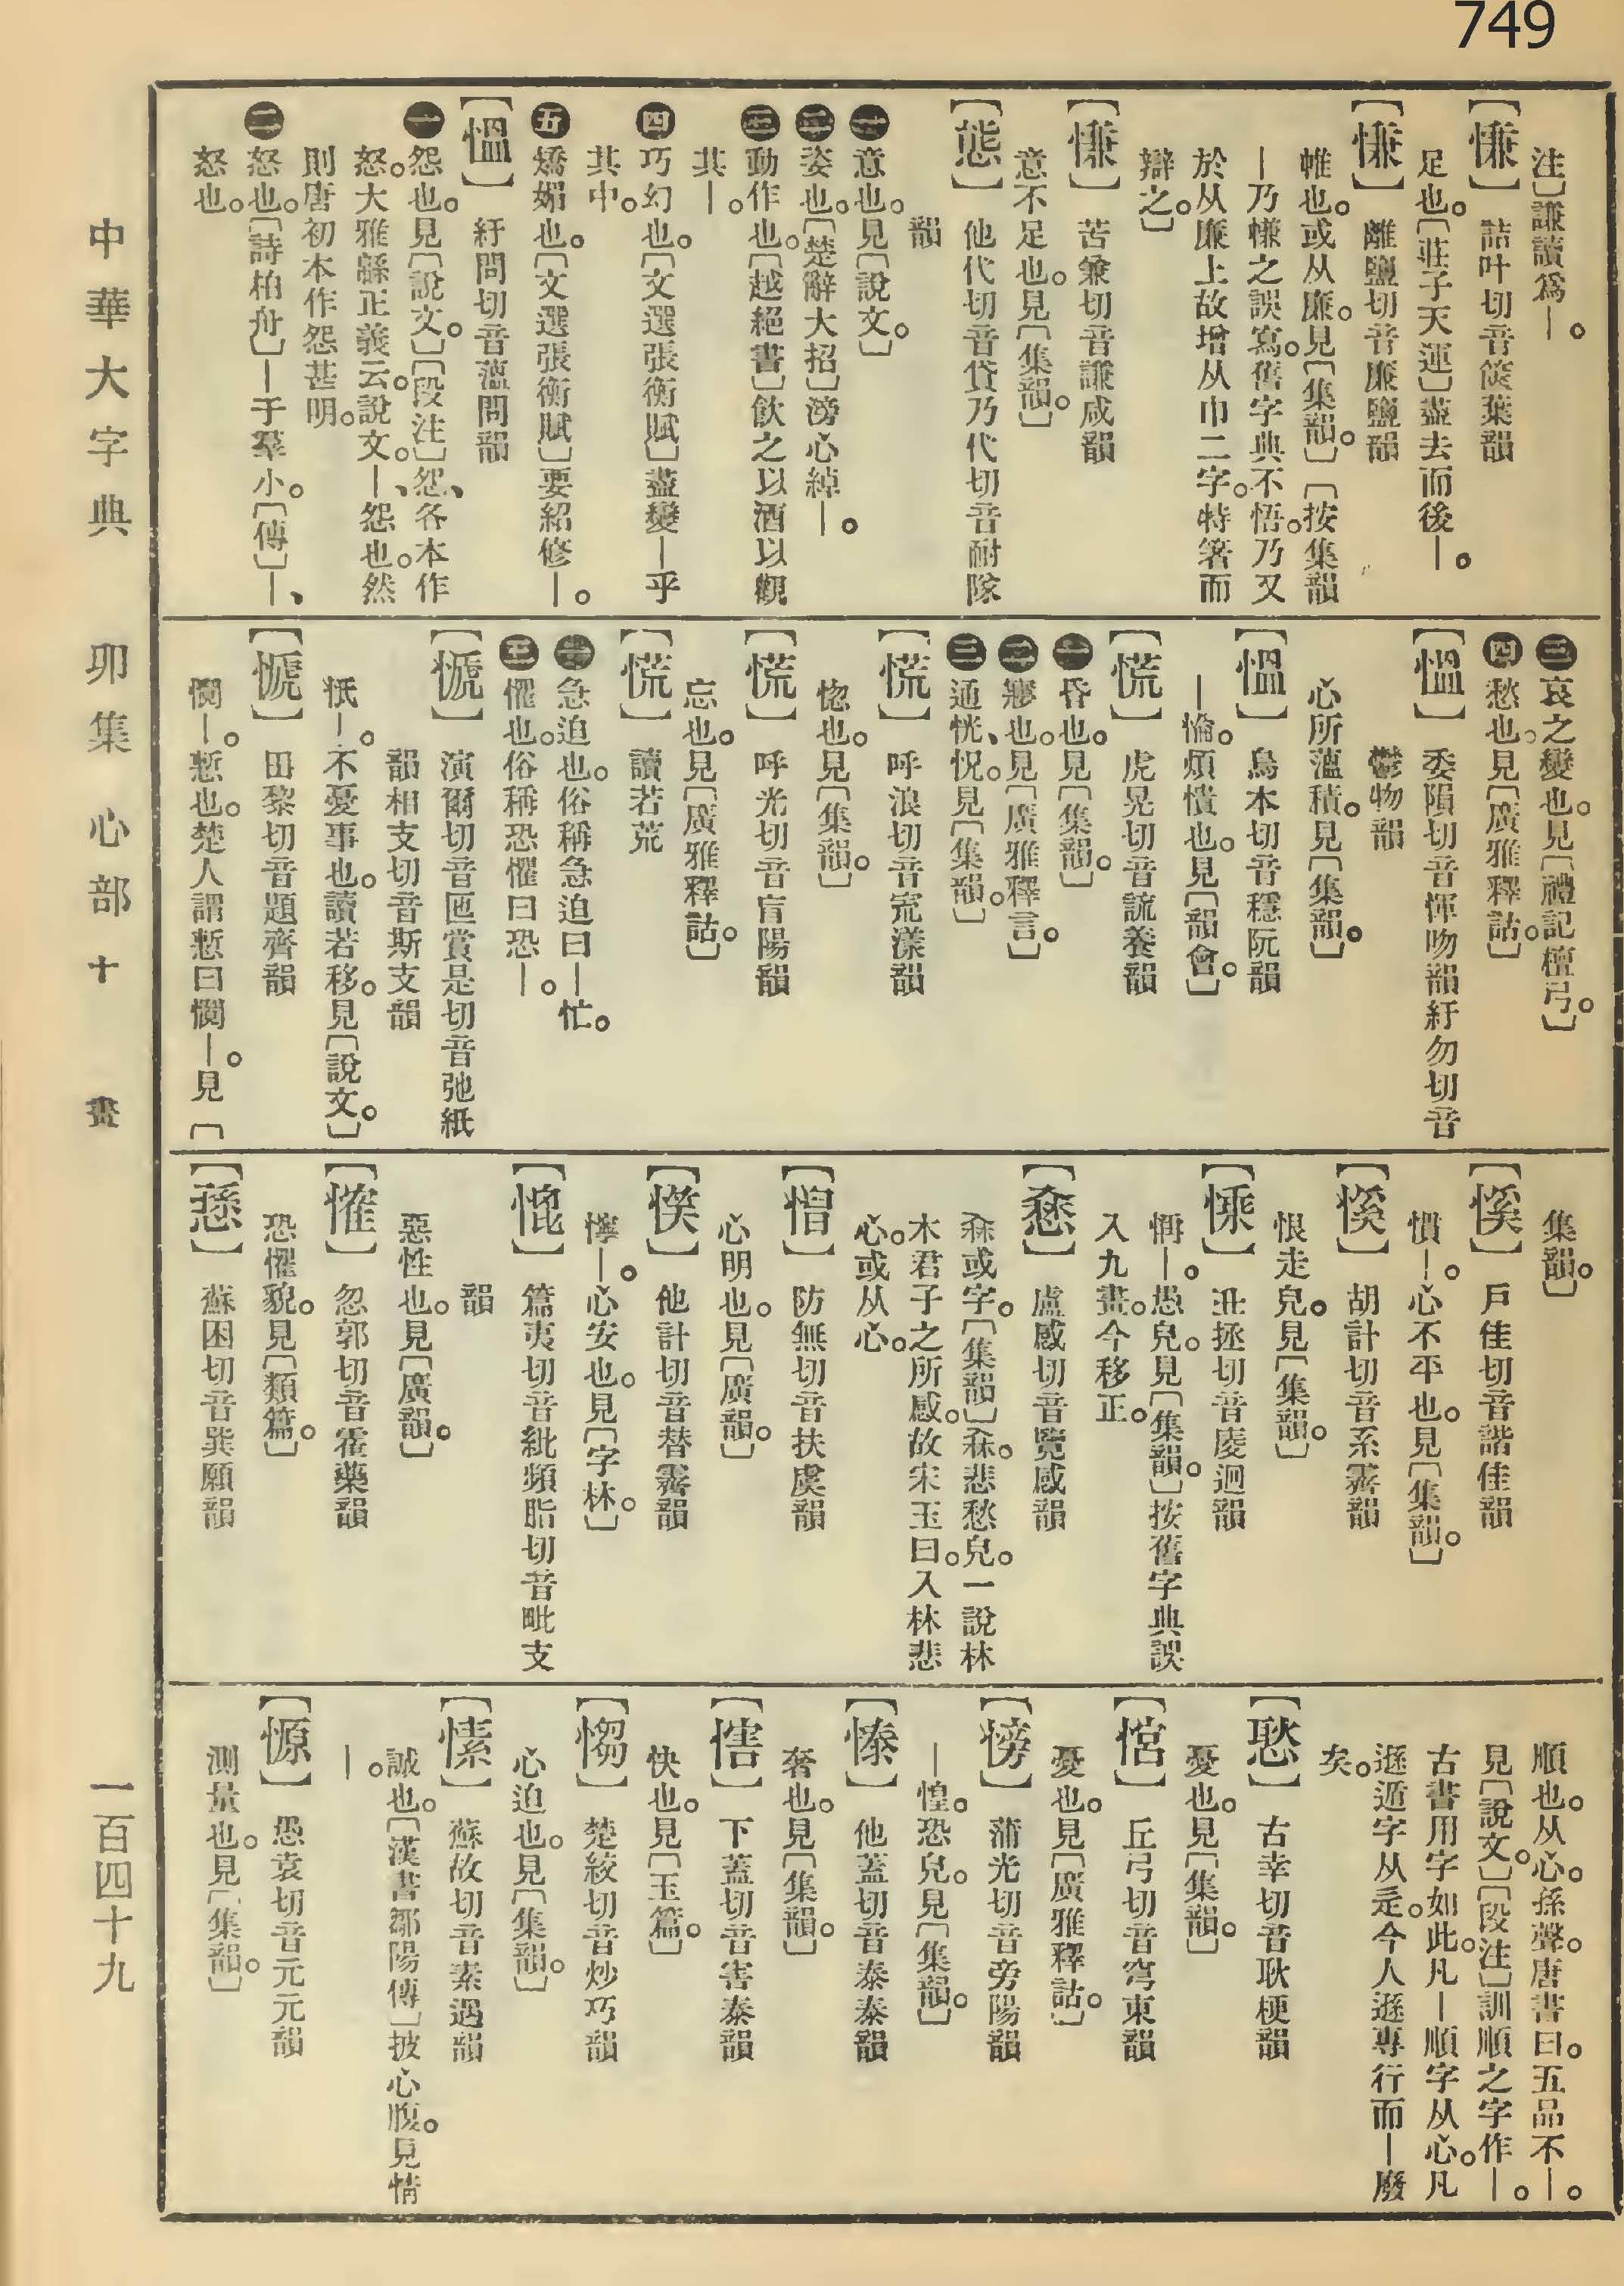 749
注〕謙讀爲—。
【慊】詰叶切音篋葉韻
足也。〔莊子天運〕盡去而後—。
【慊】離鹽切音廉鹽韻
帷也。或从廉。見〔集韻。〕〔按集韻
—乃㡘之誤寫。舊字典不悟。乃又
於从廉上故增从巾二字。特箸而
辯之。〕
【慊】苦兼切音謙咸韻
意不足也。見〔集韻。〕
【態】他代切音貸乃代切音耐隊
韻
㊀意也。見〔說文。〕
㊁姿也。〔楚辭大招〕滂心綽—。
㊂動作也。〔越絕書〕飮之以酒以觀
其—。
㊃巧幻也。〔文選張衡賦〕盡變—乎
其中。
㊄嬌媚也。〔文選張衡賦〕要紹修—。
【慍】紆問切音薀問韻
㊀怨也。見〔說文。〕〔段注〕怨、各本作
怒。大雅緜正義云。說文。—、怨也。然
則唐初本作怨甚明。
㊁怒也。〔詩柏舟〕—于羣小。〔傳〕—、
怒也。
㊂哀之變也。見〔禮記檀弓。〕
㊃愁也。見〔廣雅釋詁。〕
【慍】委隕切音惲吻韻紆勿切音
鬱物韻
心所薀積。見〔集韻。〕
【慍】烏本切音穩阮韻
—惀。煩憒也。見〔韻會。〕
【慌】虎晃切音謊養韻
㊀昏也。見〔集韻。〕
㊁㝱也。見〔廣雅釋言。〕
㊂通恍、怳。見〔集韻。〕
【慌】呼浪切音㡃漾韻
惚也。見〔集韻。〕
【慌】呼光切音肓陽韻
忘也。見〔廣雅釋詁。〕
【慌】讀若荒
㊀急迫也。俗稱急迫曰—忙。
㊁懼也。俗稱恐懼曰恐—。
【㥴】演爾切音匜賞是切音弛紙
韻相支切音斯支韻
忯—。不憂事也。讀若移。見〔說文。〕
【㥴】田黎切音題齊韻
憪—。慙也。楚人謂慙曰憪—。見〔
集韻。〕
【慀】戶佳切音諧佳韻
憒—。心不平也。見〔集韻。〕
【慀】胡計切音系霽韻
恨走皃。見〔集韻。〕
【㥽】丑拯切音庱迥韻
㥉—。愚皃。見〔集韻。〕按舊字典誤
入九畫。今移正。
【惏】盧感切音覽感韻
惏或字。〔集韻〕惏。悲愁皃。一說林
木君子之所感。故宋玉曰。入林悲
心。或从心。
【㥆】防無切音扶虞韻
心明也。見〔廣韻。〕
【㥴】他計切音替霽韻
懧—。心安也。見〔字林。〕
【㮰】篇夷切音紕頻脂切音毗支
韻
惡性也。見〔廣韻。〕
【㩁】忽郭切音霍藥韻
恐懼貌。見〔類篇。〕
【愻】蘇困切音巽願韻
順也。从心。孫聲。唐書曰。五品不—。
見〔說文。〕〔段注〕訓順之字作—。
古書用字如此。凡—順字从心。凡
遜遁字从辵。今人遜專行而—廢
矣。
【㥠】古幸切音耿梗韻
憂也。見〔集韻。〕
【㥬】丘弓切音穹東韻
憂也。見〔廣雅釋詁。〕
【㥬】蒲光切音旁陽韻
—惶。恐皃。見〔集韻。〕
【㥭】他蓋切音泰泰韻
奢也。見〔集韻。〕
【㥶】下蓋切音害泰韻
快也。見〔玉篇。〕
【㥮】楚絞切音炒巧韻
心迫也。見〔集韻。〕
【愫】蘇故切音素遇韻
誠也。〔漢書鄒陽傳〕披心腹。見情
—。
【愿】愚袁切音元元韻
測量也。見〔集韻。〕
中華大字典　卯集　心部　十畫
一百四十九